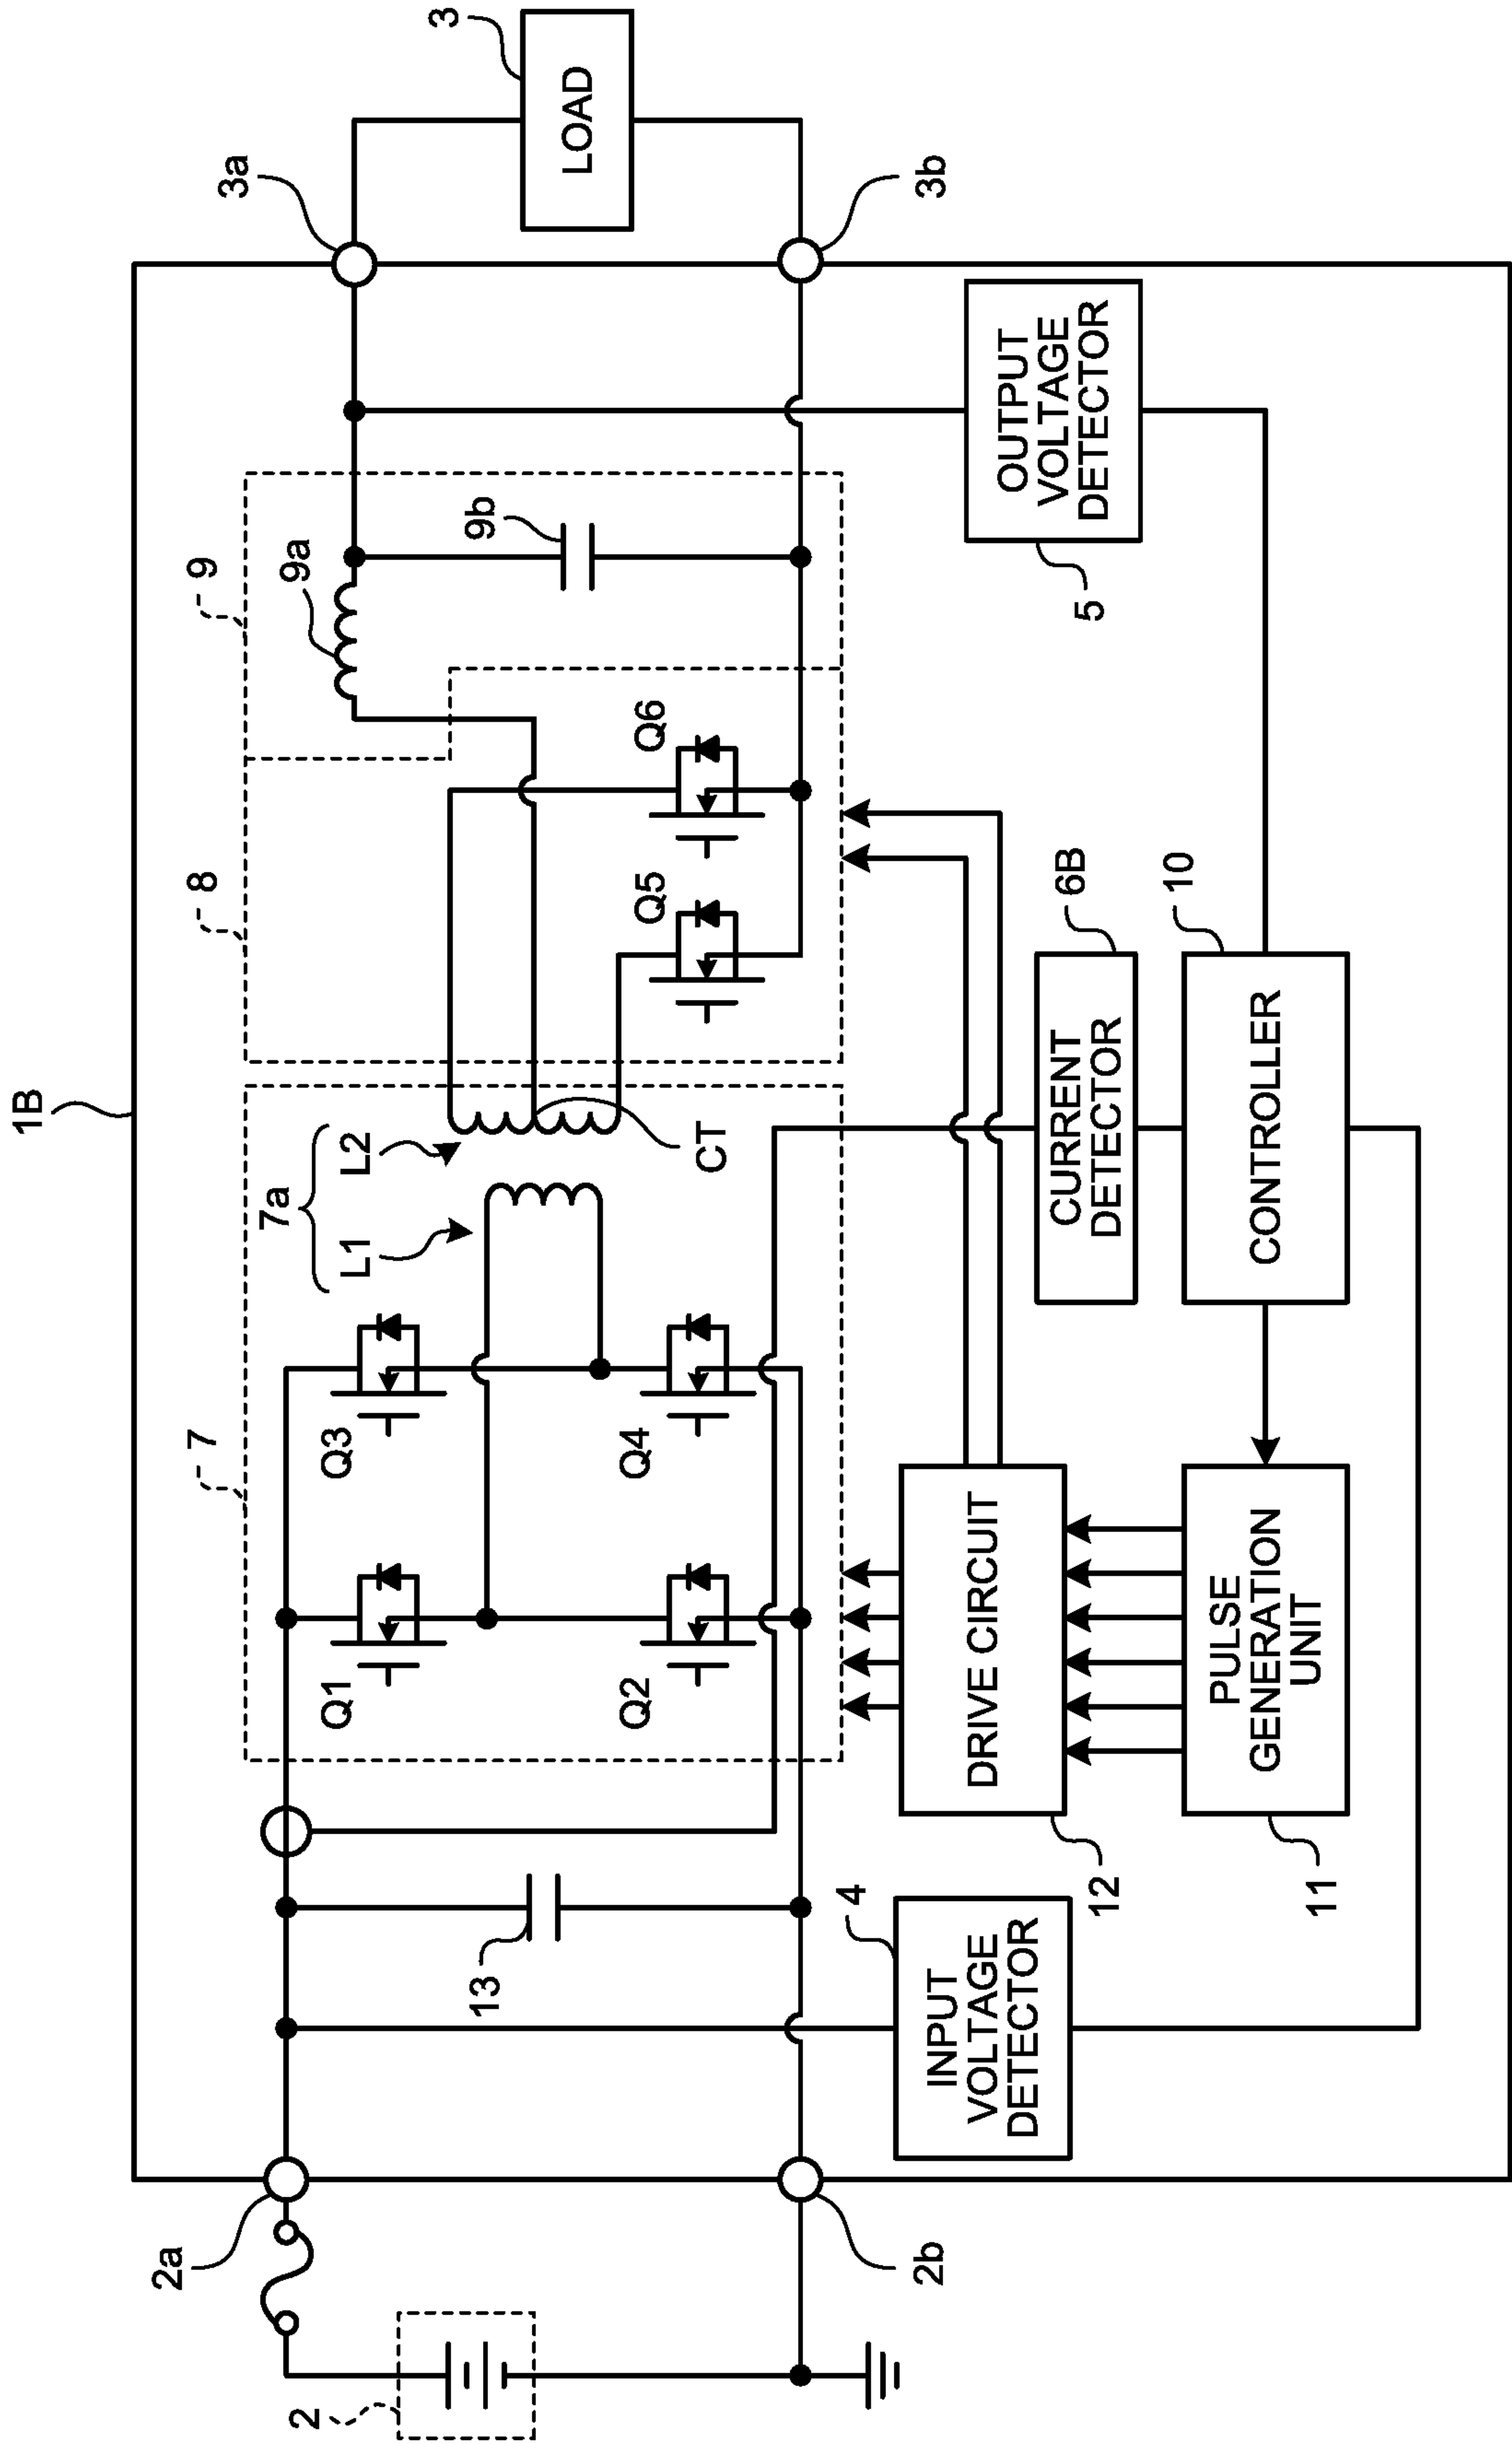 1B
7
7a
L1
L2
8
9
9a
9b
3a
3
LOAD
3b
2a
2
2b
13
Q1
Q2
Q3
Q4
CT
Q5
Q6
4
INPUT
VOLTAGE
DETECTOR
12
DRIVE CIRCUIT
11
PULSE
GENERATION
UNIT
6B
CURRENT
DETECTOR
10
CONTROLLER
5
OUTPUT
VOLTAGE
DETECTOR